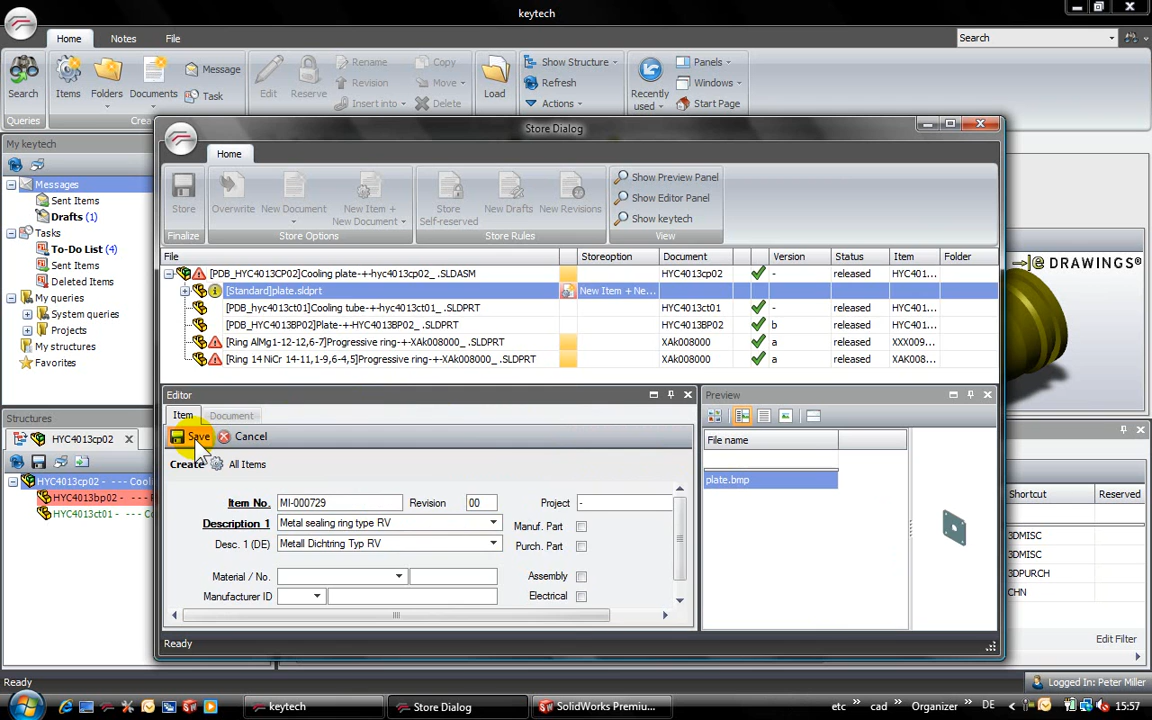 keytech
Home Notes File
Search
Search
Items
Folders
Documents
Message
Task
Edit
Reserve
Rename
Revision
Insert into
Copy
Move
Delete
Load
Show Structure
Refresh
Actions
Recently used
Panels
Windows
Start Page
Queries
My keytech
Messages
Sent Items
Drafts (1)
Tasks
To-Do List (4)
Sent Items
Deleted Items
My queries
System queries
Projects
My structures
Favorites
Structures
HYC4013cp02
HYC4013cp02 --- Coo
HYC4013bp02 ---
HYC4013ct01 --- C
Store Dialog
Home
Store
Overwrite
New Document
New Item + New Document
Store Self-reserved
New Drafts
New Revisions
Show Preview Panel
Show Editor Panel
Show keytech
Finalize
Store Options
Store Rules
View
File Storeoption Document Version Status Item Folder
[PDB_HYC4013CP02]Cooling plate-+-hyc4013cp02_ .SLDASM HYC4013cp02 - released HYC401...
[Standard]plate.sldprt New Item + Ne...
[PDB_hyc4013ct01]Cooling tube-+-hyc4013ct01_ .SLDPRT HYC4013ct01 - released HYC401...
[PDB_HYC4013BP02]Plate-+-HYC4013BP02_ .SLDPRT HYC4013BP02 b released HYC401...
[Ring AlMg1-12-12,6-7]Progressive ring-+-XAk008000_ .SLDPRT XAk008000 a released XXX009...
[Ring 14 NiCr 14-11,1-9,6-4,5]Progressive ring-+-XAk008000_ .SLDPRT XAk008000 a released XAk008...
Editor
Item Document
Save Cancel
Create All Items
Item No. MI-000729 Revision 00 Project -
Description 1 Metal sealing ring type RV Manuf. Part
Desc. 1 (DE) Metall Dichtring Typ RV Purch. Part
Material / No. Assembly
Manufacturer ID Electrical
Preview
File name
plate.bmp
Ready
DRAWINGS®
Shortcut Reserved
3DMISC
3DMISC
3DPURCH
CHN
Edit Filter
Ready
Logged In: Peter Miller
keytech
Store Dialog
SolidWorks Premiu...
etc cad Organizer DE 15:57